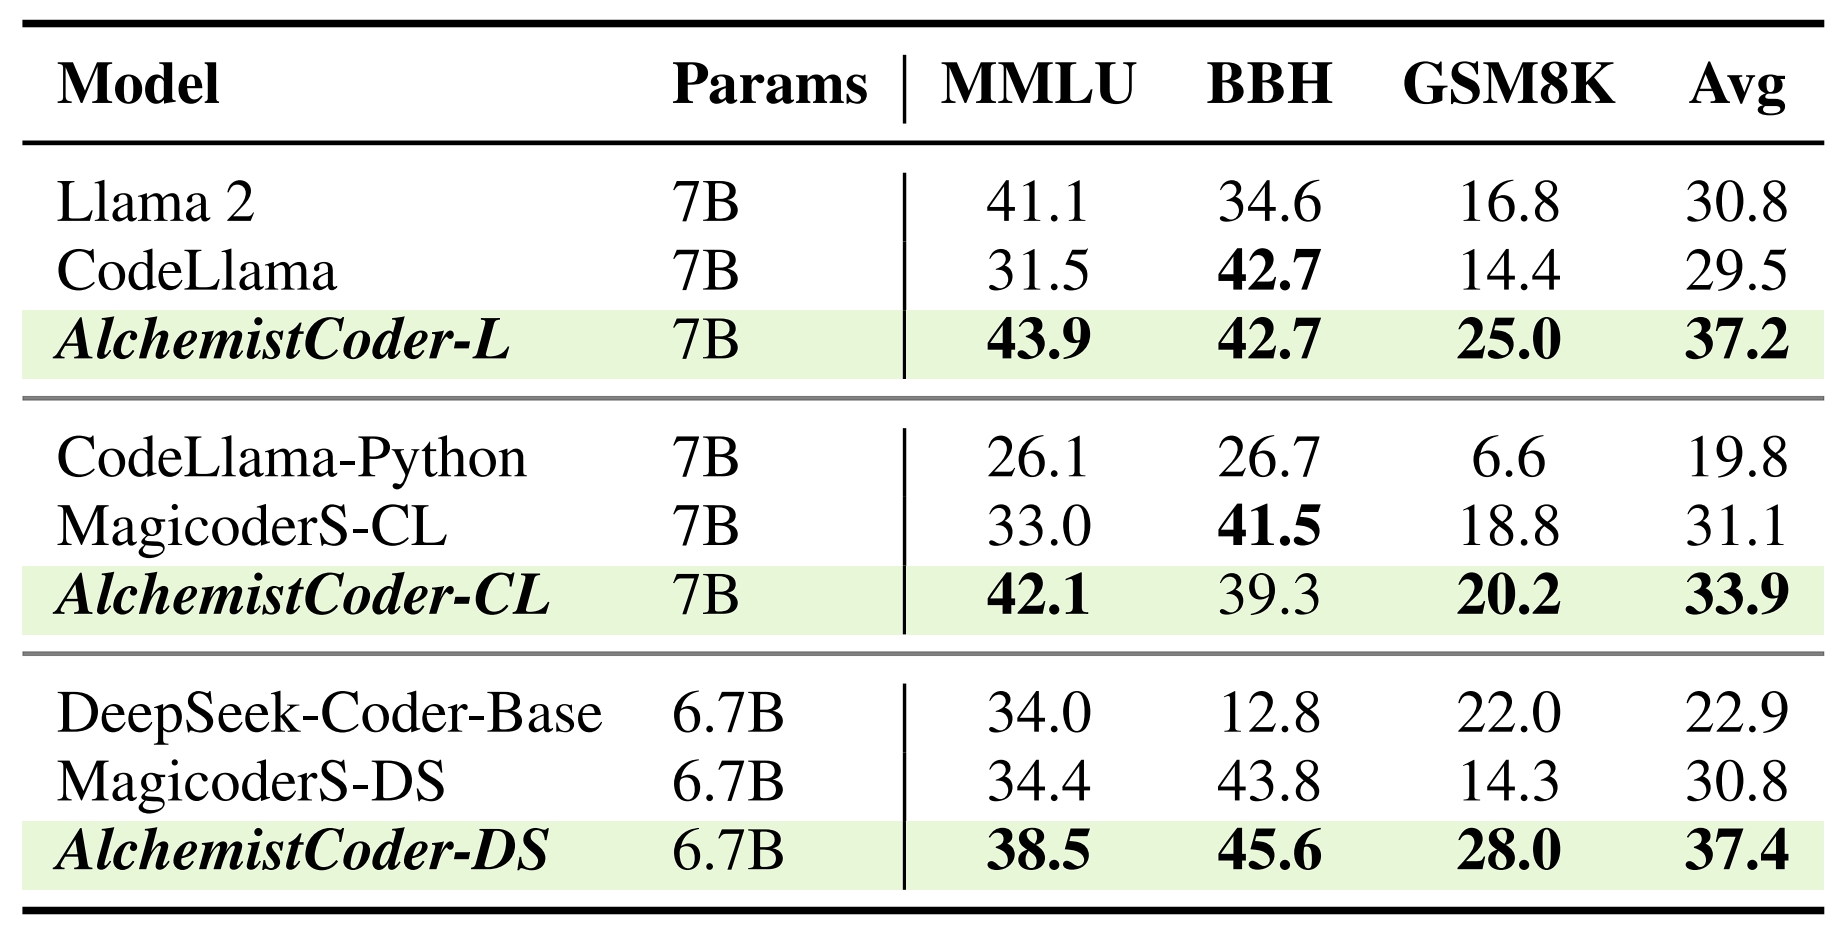 Model Params MMLU BBH GSM8K Avg
Llama 2 7B 41.1 34.6 16.8 30.8
CodeLlama 7B 31.5 42.7 14.4 29.5
AlchemistCoder-L 7B 43.9 42.7 25.0 37.2
CodeLlama-Python 7B 26.1 26.7 6.6 19.8
MagicoderS-CL 7B 33.0 41.5 18.8 31.1
AlchemistCoder-CL 7B 42.1 39.3 20.2 33.9
DeepSeek-Coder-Base 6.7B 34.0 12.8 22.0 22.9
MagicoderS-DS 6.7B 34.4 43.8 14.3 30.8
AlchemistCoder-DS 6.7B 38.5 45.6 28.0 37.4